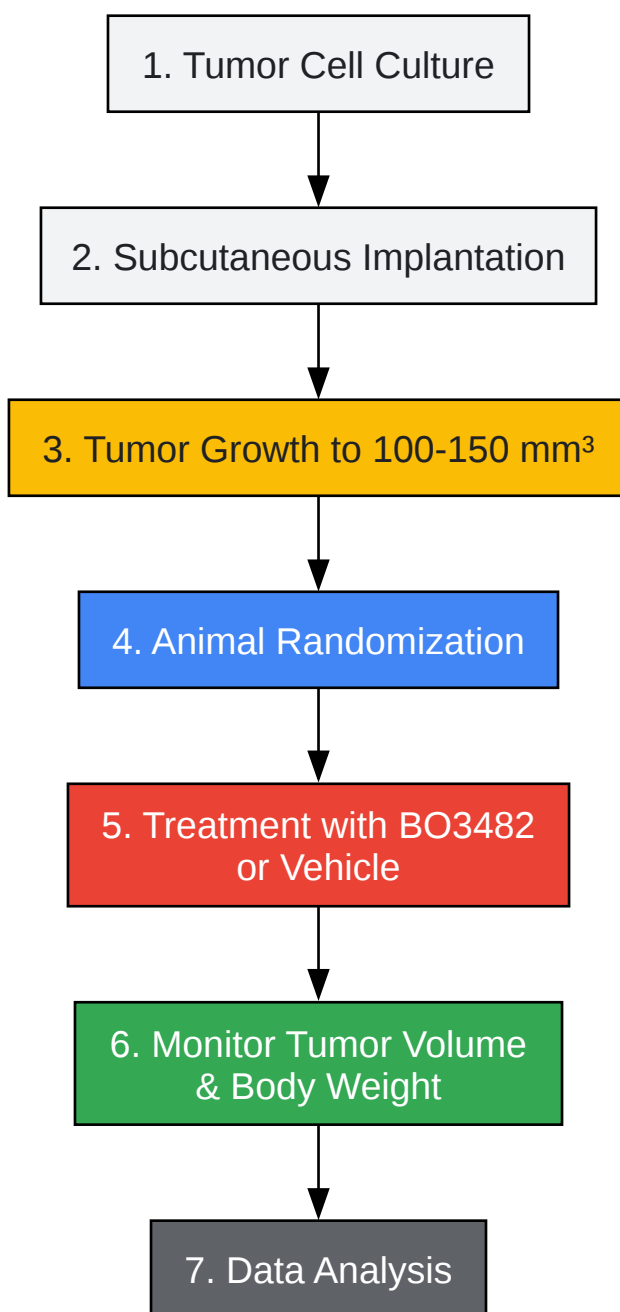 1. Tumor Cell Culture
2. Subcutaneous Implantation
3. Tumor Growth to 100-150 mm³
4. Animal Randomization
5. Treatment with BO3482
or Vehicle
6. Monitor Tumor Volume
& Body Weight
7. Data Analysis